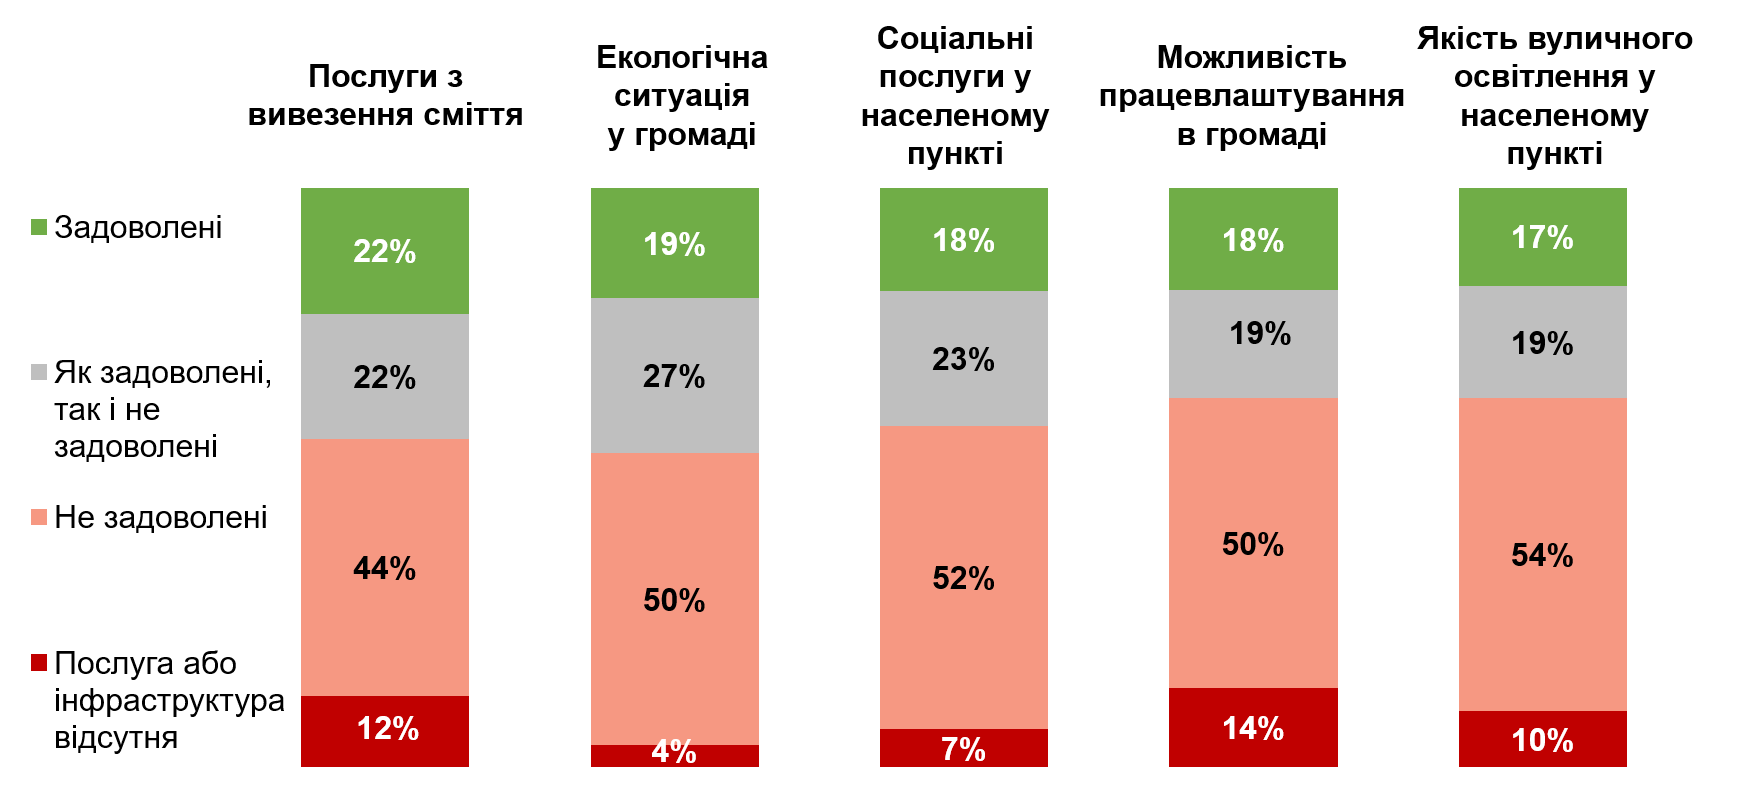 Послуги з
вивезення сміття
Екологічна
ситуація
у громаді
Соціальні
послуги у
населеному
пункті
Можливість
працевлаштування
в громаді
Якість вуличного
освітлення у
населеному
пункті
Задоволені
22%
19%
18%
18%
17%
Як задоволені,
так і не
задоволені
22%
27%
23%
19%
19%
Не задоволені
44%
50%
52%
50%
54%
Послуга або
інфраструктура
відсутня
12%
4%
7%
14%
10%